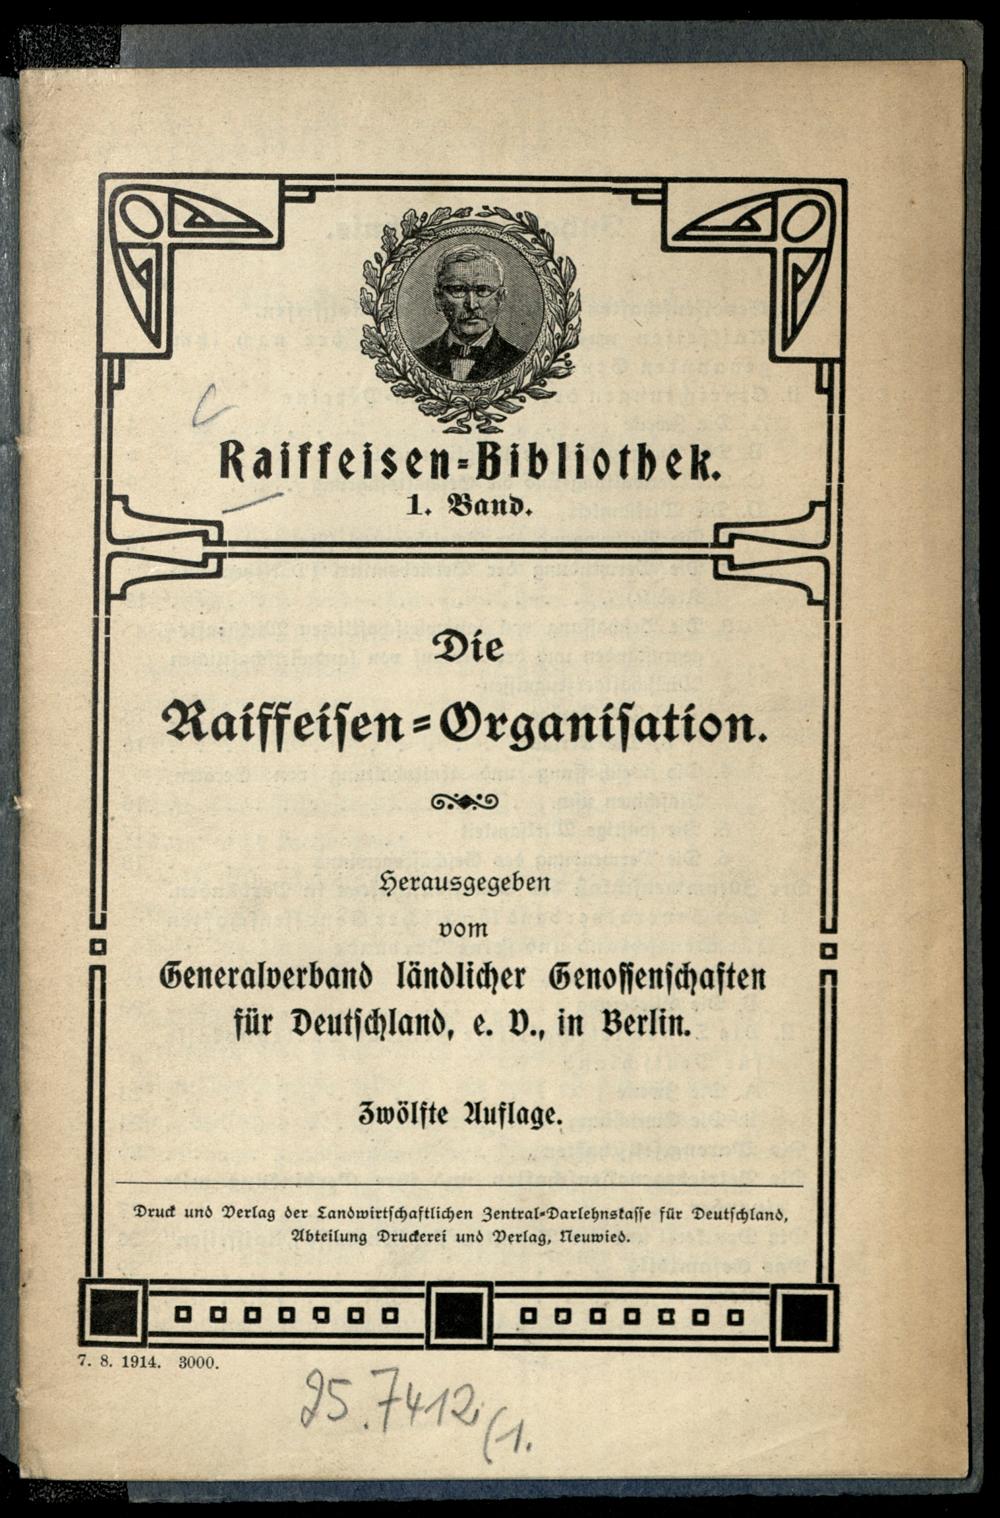 Raiffeisen=Bibliothek.
1. Band.
Die
Raiffeiſen=Organiſation.
Herausgegeben
vom
Generalverband ländlicher Genoſſenſchaften
für Deutſchland, e. V., in Berlin.
Zwölfte Auflage.
Druck und Verlag der Landwirtſchaftlichen Zentral=Darlehnskaſſe für Deutſchland,
Abteilung Druckerei und Verlag, Neuwied.
7. 8. 1914. 3000.
25.7412/(1.